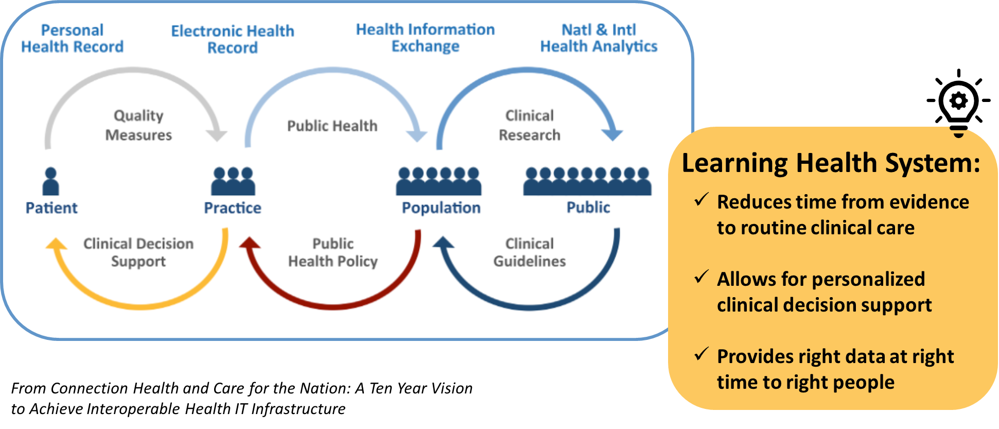 Personal
Health Record
Electronic Health
Record
Health Information
Exchange
Natl & Intl
Health Analytics
Quality
Measures
Public Health
Clinical
Research
Patient
Practice
Population
Public
Clinical Decision
Support
Public
Health Policy
Clinical
Guidelines
Learning Health System:
✓ Reduces time from evidence
to routine clinical care
✓ Allows for personalized
clinical decision support
✓ Provides right data at right
time to right people
From Connection Health and Care for the Nation: A Ten Year Vision
to Achieve Interoperable Health IT Infrastructure